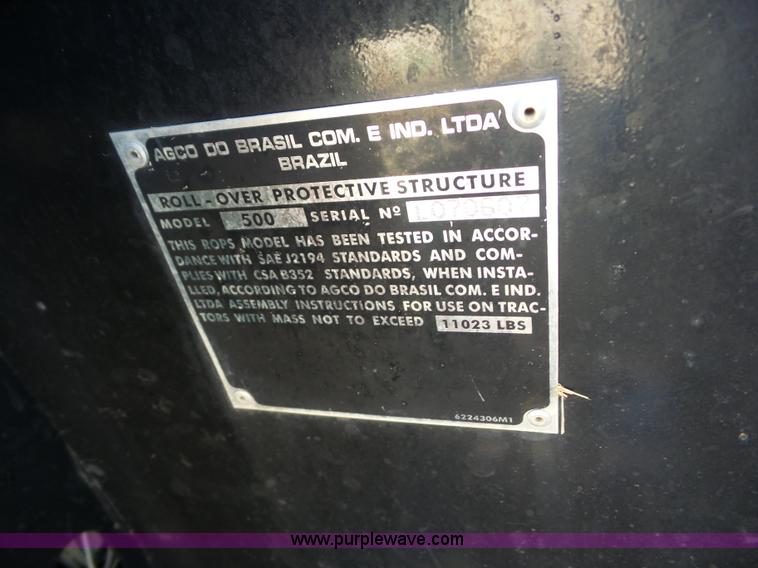 AGCO DO BRASIL COM. E IND. LTDA
BRAZIL
ROLL-OVER PROTECTIVE STRUCTURE
MODEL 500 SERIAL Nº L070607
THIS ROPS MODEL HAS BEEN TESTED IN ACCOR-
DANCE WITH SAE J2194 STANDARDS AND COM-
PLIES WITH CSA B352 STANDARDS, WHEN INSTA-
LLED, ACCORDING TO AGCO DO BRASIL COM. E IND.
LTDA ASSEMBLY INSTRUCTIONS FOR USE ON TRAC-
TORS WITH MASS NOT TO EXCEED 11023 LBS
6224306M1
www.purplewave.com